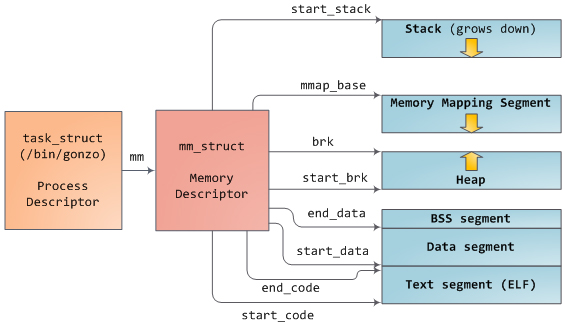 start_stack
Stack (grows down)
mmap_base
Memory Mapping Segment
task_struct
(/bin/gonzo)
Process
Descriptor
mm
mm_struct
Memory
Descriptor
brk
start_brk
Heap
end_data
BSS segment
start_data
Data segment
end_code
Text segment (ELF)
start_code